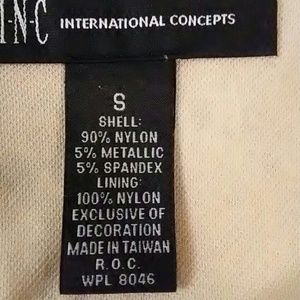 I·N·C INTERNATIONAL CONCEPTS
S
SHELL:
90% NYLON
5% METALLIC
5% SPANDEX
LINING:
100% NYLON
EXCLUSIVE OF
DECORATION
MADE IN TAIWAN
R.O.C.
WPL 8046